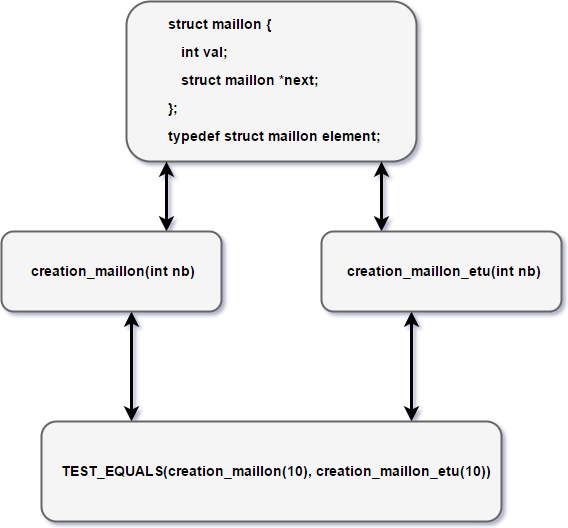 struct maillon {
int val;
struct maillon *next;
};
typedef struct maillon element;
creation_maillon(int nb)
creation_maillon_etu(int nb)
TEST_EQUALS(creation_maillon(10), creation_maillon_etu(10))